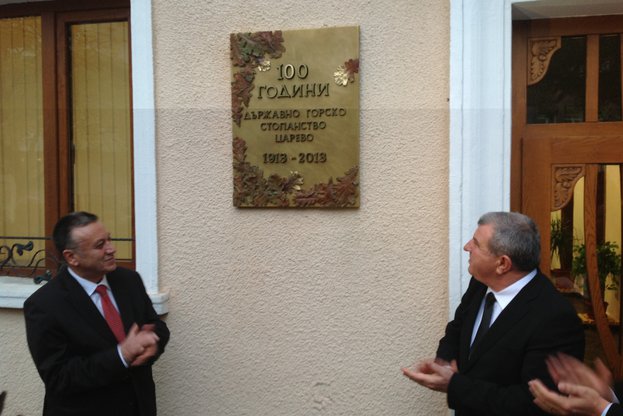 100
ГОДИНИ
ДЪРЖАВНО ГОРСКО
СТОПАНСТВО
ЦАРЕВО
1913 - 2013